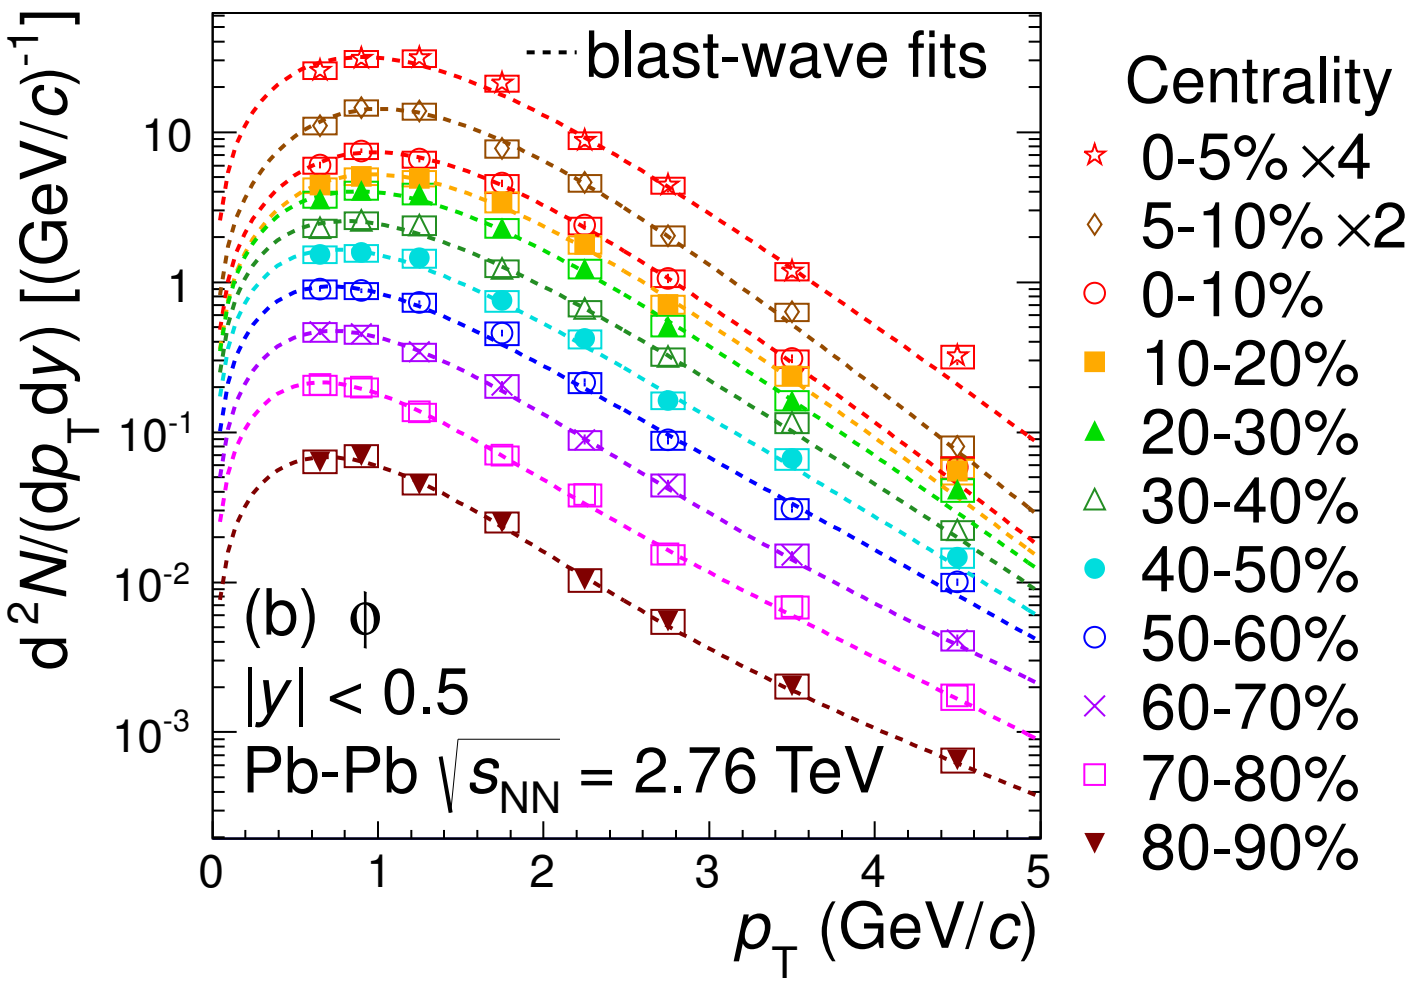 d²N/(dp_T dy) [(GeV/c)⁻¹]
10
1
10⁻¹
10⁻²
10⁻³
blast-wave fits
(b) ϕ
|y| < 0.5
Pb-Pb √s_NN = 2.76 TeV
0 1 2 3 4 5
p_T (GeV/c)
Centrality
0-5% ×4
5-10% ×2
0-10%
10-20%
20-30%
30-40%
40-50%
50-60%
60-70%
70-80%
80-90%